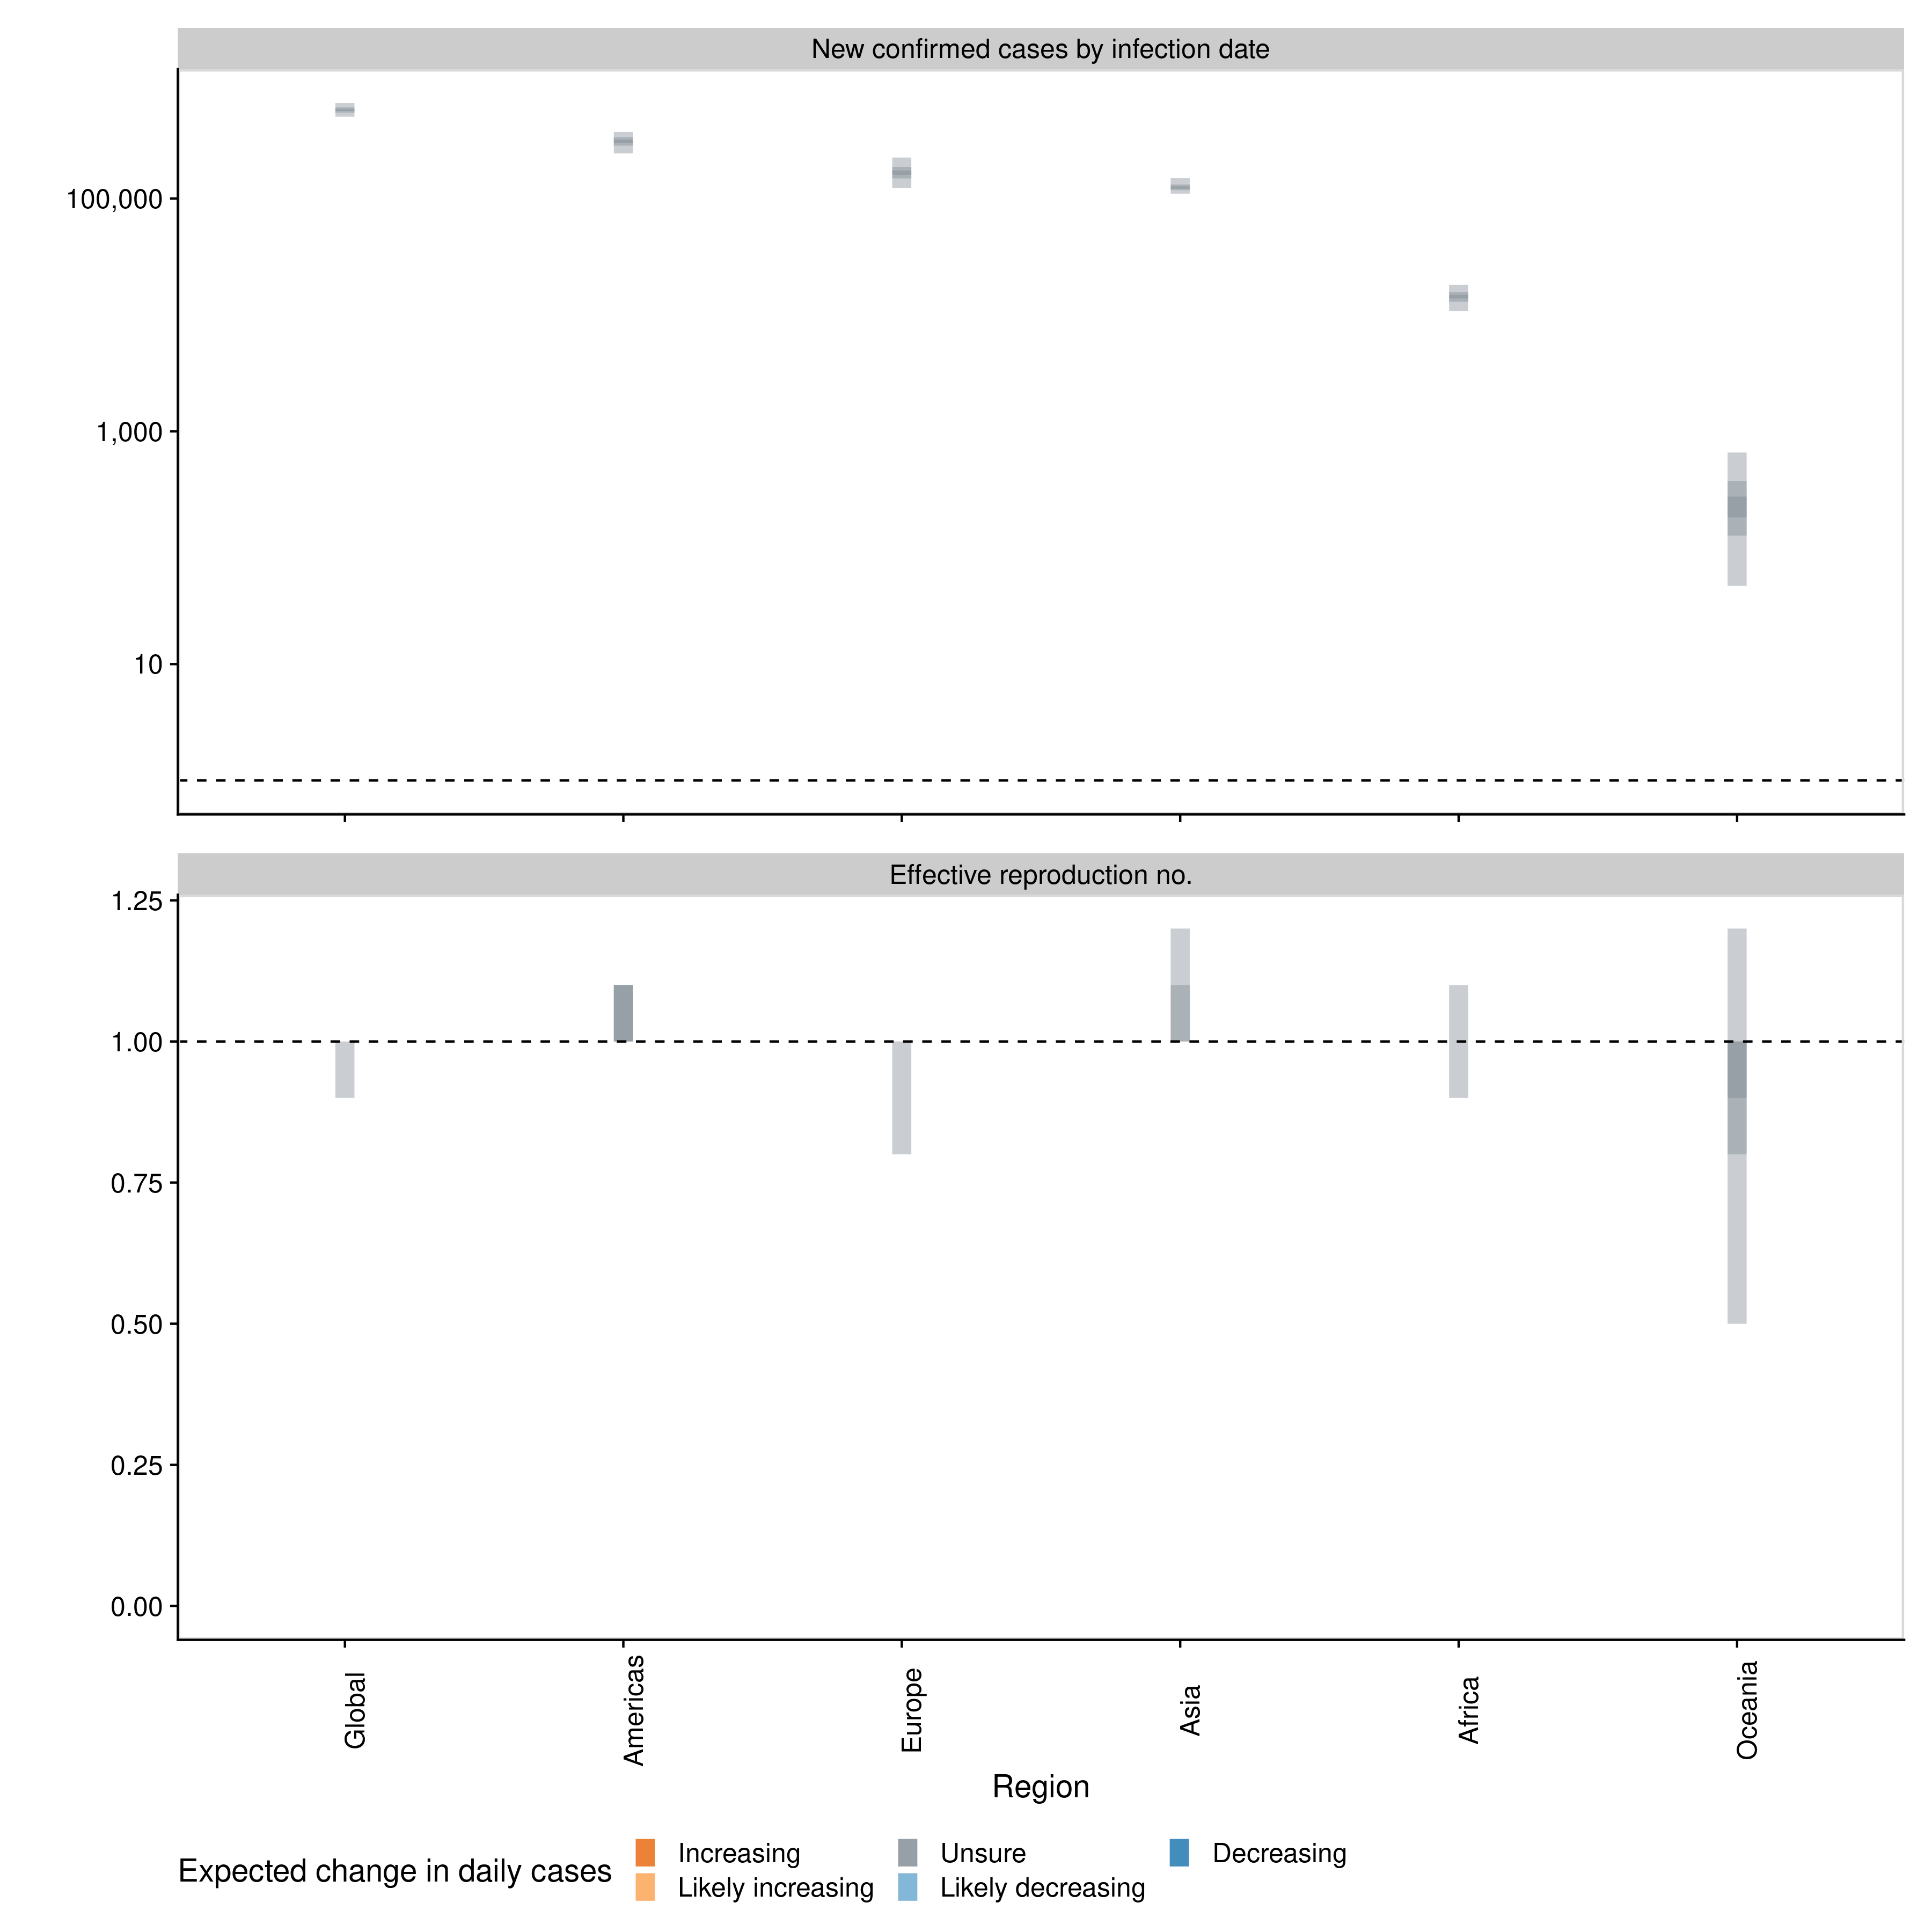 New confirmed cases by infection date
100,000
1,000
10
Effective reproduction no.
1.25
1.00
0.75
0.50
0.25
0.00
Global
Americas
Europe
Asia
Africa
Oceania
Region
Expected change in daily cases
Increasing
Unsure
Decreasing
Likely increasing
Likely decreasing